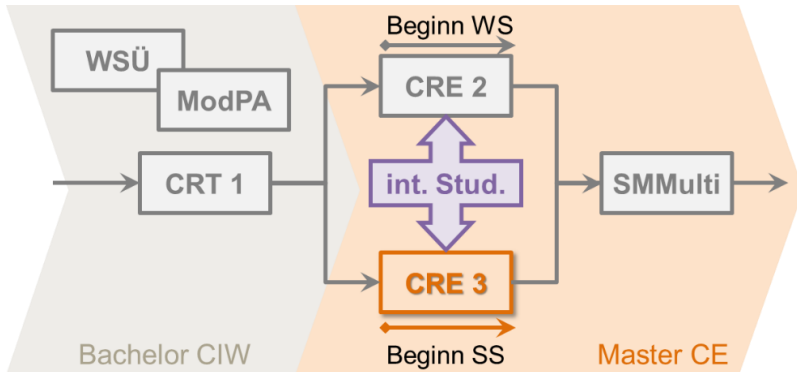 Beginn WS
WSÜ
ModPA
CRE 2
CRT 1
int. Stud.
SMMulti
CRE 3
Beginn SS
Bachelor CIW
Master CE